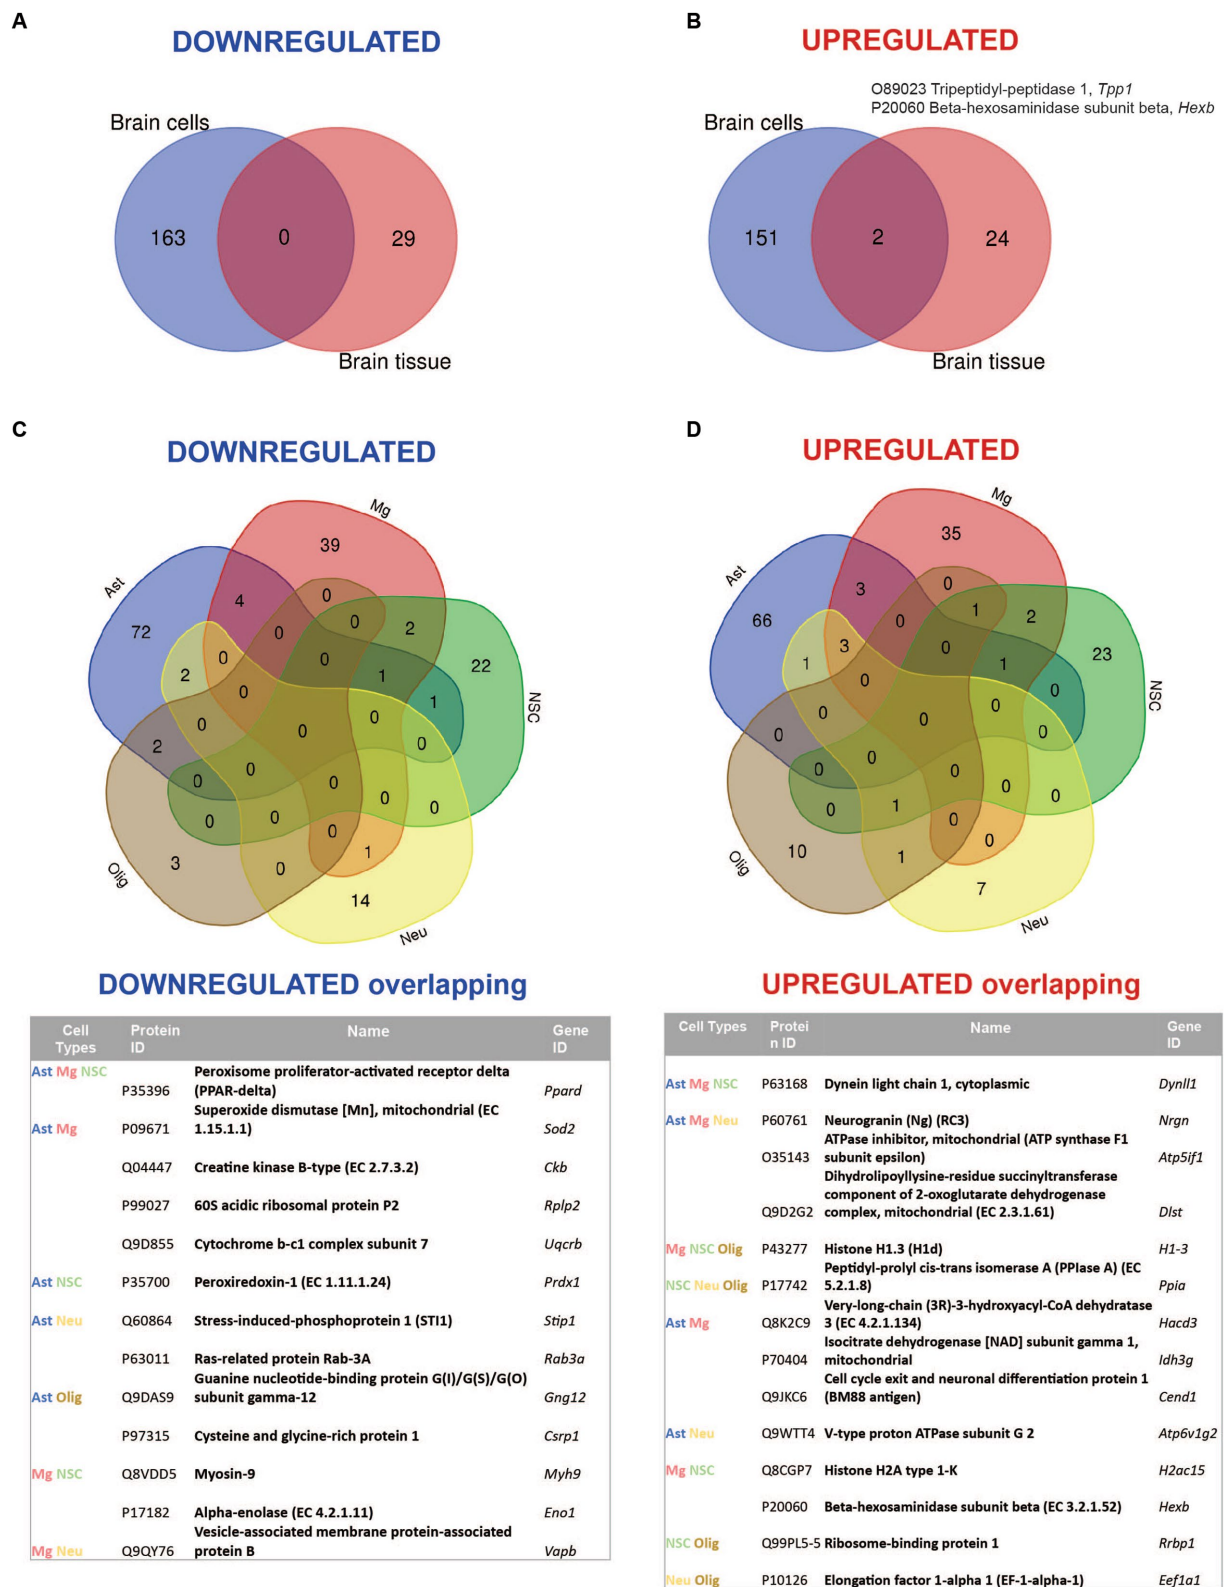 A
DOWNREGULATED
Brain cells
163
0
29
Brain tissue
B
UPREGULATED
O89023 Tripeptidyl-peptidase 1, Tpp1
P20060 Beta-hexosaminidase subunit beta, Hexb
Brain cells
151
2
24
Brain tissue
C
DOWNREGULATED
Mg
39
Ast
4
0
72
0
0
2
0
22
2
0
1
NSC
0
0
1
0
0
2
0
0
0
0
0
0
0
0
0
3
0
1
Olig
14
Neu
D
UPREGULATED
Mg
35
Ast
3
0
66
0
1
2
3
0
23
1
1
0
0
NSC
0
0
0
0
0
0
0
0
0
0
0
1
0
10
1
0
Olig
7
Neu
DOWNREGULATED overlapping
Cell Types Protein ID Name Gene ID
Ast Mg NSC P35396 Peroxisome proliferator-activated receptor delta (PPAR-delta) Ppard
Ast Mg P09671 Superoxide dismutase [Mn], mitochondrial (EC 1.15.1.1) Sod2
Q04447 Creatine kinase B-type (EC 2.7.3.2) Ckb
P99027 60S acidic ribosomal protein P2 Rplp2
Q9D855 Cytochrome b-c1 complex subunit 7 Uqcrb
Ast NSC P35700 Peroxiredoxin-1 (EC 1.11.1.24) Prdx1
Ast Neu Q60864 Stress-induced-phosphoprotein 1 (STI1) Stip1
P63011 Ras-related protein Rab-3A Rab3a
Ast Olig Q9DAS9 Guanine nucleotide-binding protein G(I)/G(S)/G(O) subunit gamma-12 Gng12
P97315 Cysteine and glycine-rich protein 1 Csrp1
Mg NSC Q8VDD5 Myosin-9 Myh9
P17182 Alpha-enolase (EC 4.2.1.11) Eno1
Mg Neu Q9QY76 Vesicle-associated membrane protein-associated protein B Vapb
UPREGULATED overlapping
Cell Types Protei n ID Name Gene ID
Ast Mg NSC P63168 Dynein light chain 1, cytoplasmic Dynll1
Ast Mg Neu P60761 Neurogranin (Ng) (RC3) Nrgn
O35143 ATPase inhibitor, mitochondrial (ATP synthase F1 subunit epsilon) Atp5if1
Q9D2G2 Dihydrolipoyllysine-residue succinyltransferase component of 2-oxoglutarate dehydrogenase complex, mitochondrial (EC 2.3.1.61) Dlst
Mg NSC Olig P43277 Histone H1.3 (H1d) H1-3
NSC Neu Olig P17742 Peptidyl-prolyl cis-trans isomerase A (PPIase A) (EC 5.2.1.8) Ppia
Ast Mg Q8K2C9 Very-long-chain (3R)-3-hydroxyacyl-CoA dehydratase 3 (EC 4.2.1.134) Hacd3
P70404 Isocitrate dehydrogenase [NAD] subunit gamma 1, mitochondrial Idh3g
Q9JKC6 Cell cycle exit and neuronal differentiation protein 1 (BM88 antigen) Cend1
Ast Neu Q9WTT4 V-type proton ATPase subunit G 2 Atp6v1g2
Mg NSC Q8CGP7 Histone H2A type 1-K H2ac15
P20060 Beta-hexosaminidase subunit beta (EC 3.2.1.52) Hexb
NSC Olig Q99PL5-5 Ribosome-binding protein 1 Rrbp1
Neu Olig P10126 Elongation factor 1-alpha 1 (EF-1-alpha-1) Eef1a1